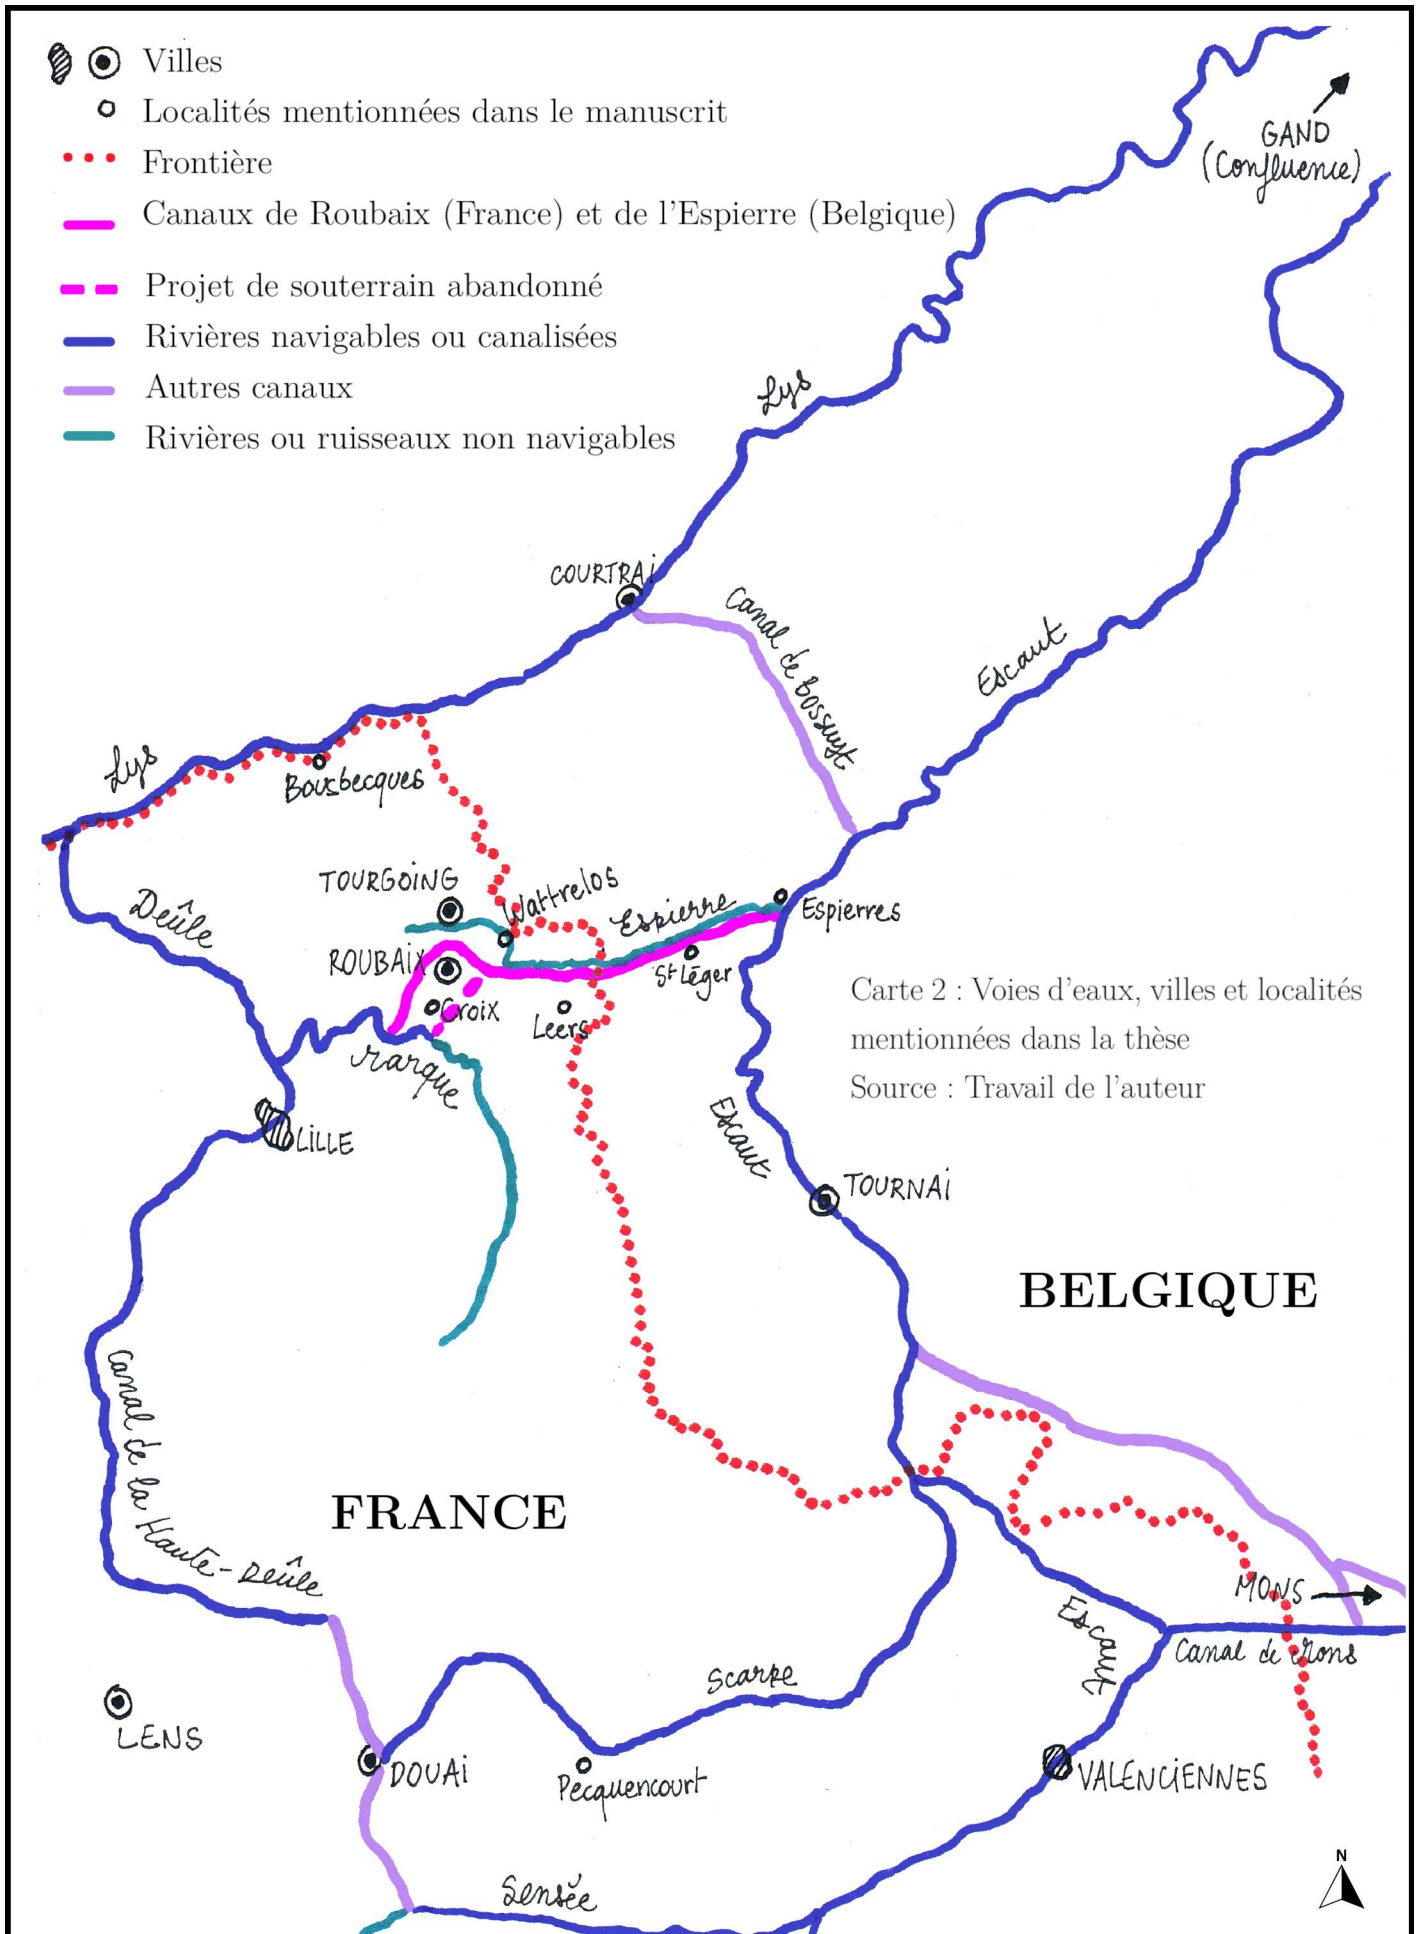 Villes
Localités mentionnées dans le manuscrit
Frontière
Canaux de Roubaix (France) et de l'Espierre (Belgique)
Projet de souterrain abandonné
Rivières navigables ou canalisées
Autres canaux
Rivières ou ruisseaux non navigables
GAND
(Confluence)
Lys
COURTRAI
Canal de Bossuyt
Escaut
Lys
Bousbecques
TOURGOING
Wattrelos
Espierre
Espierres
Deûle
ROUBAIX
St Léger
Croix
Leers
Marque
Carte 2 : Voies d'eaux, villes et localités
mentionnées dans la thèse
Source : Travail de l'auteur
Escaut
LILLE
TOURNAI
BELGIQUE
Canal de la Haute-Deûle
FRANCE
MONS
Escaut
Canal de Mons
Scarpe
LENS
DOUAI
Pecquencourt
VALENCIENNES
Sensée
N